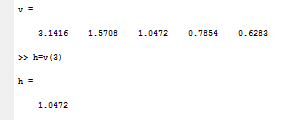 v =
3.1416 1.5708 1.0472 0.7854 0.6283
>> h=v(3)
h =
1.0472